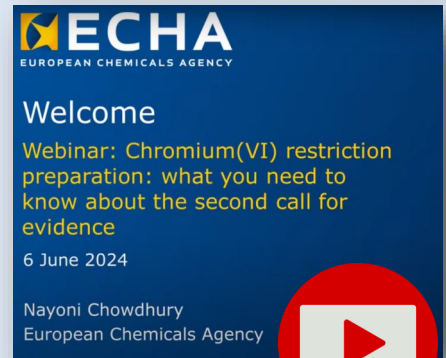 ECHA
EUROPEAN CHEMICALS AGENCY
Welcome
Webinar: Chromium(VI) restriction
preparation: what you need to
know about the second call for
evidence
6 June 2024
Nayoni Chowdhury
European Chemicals Agency